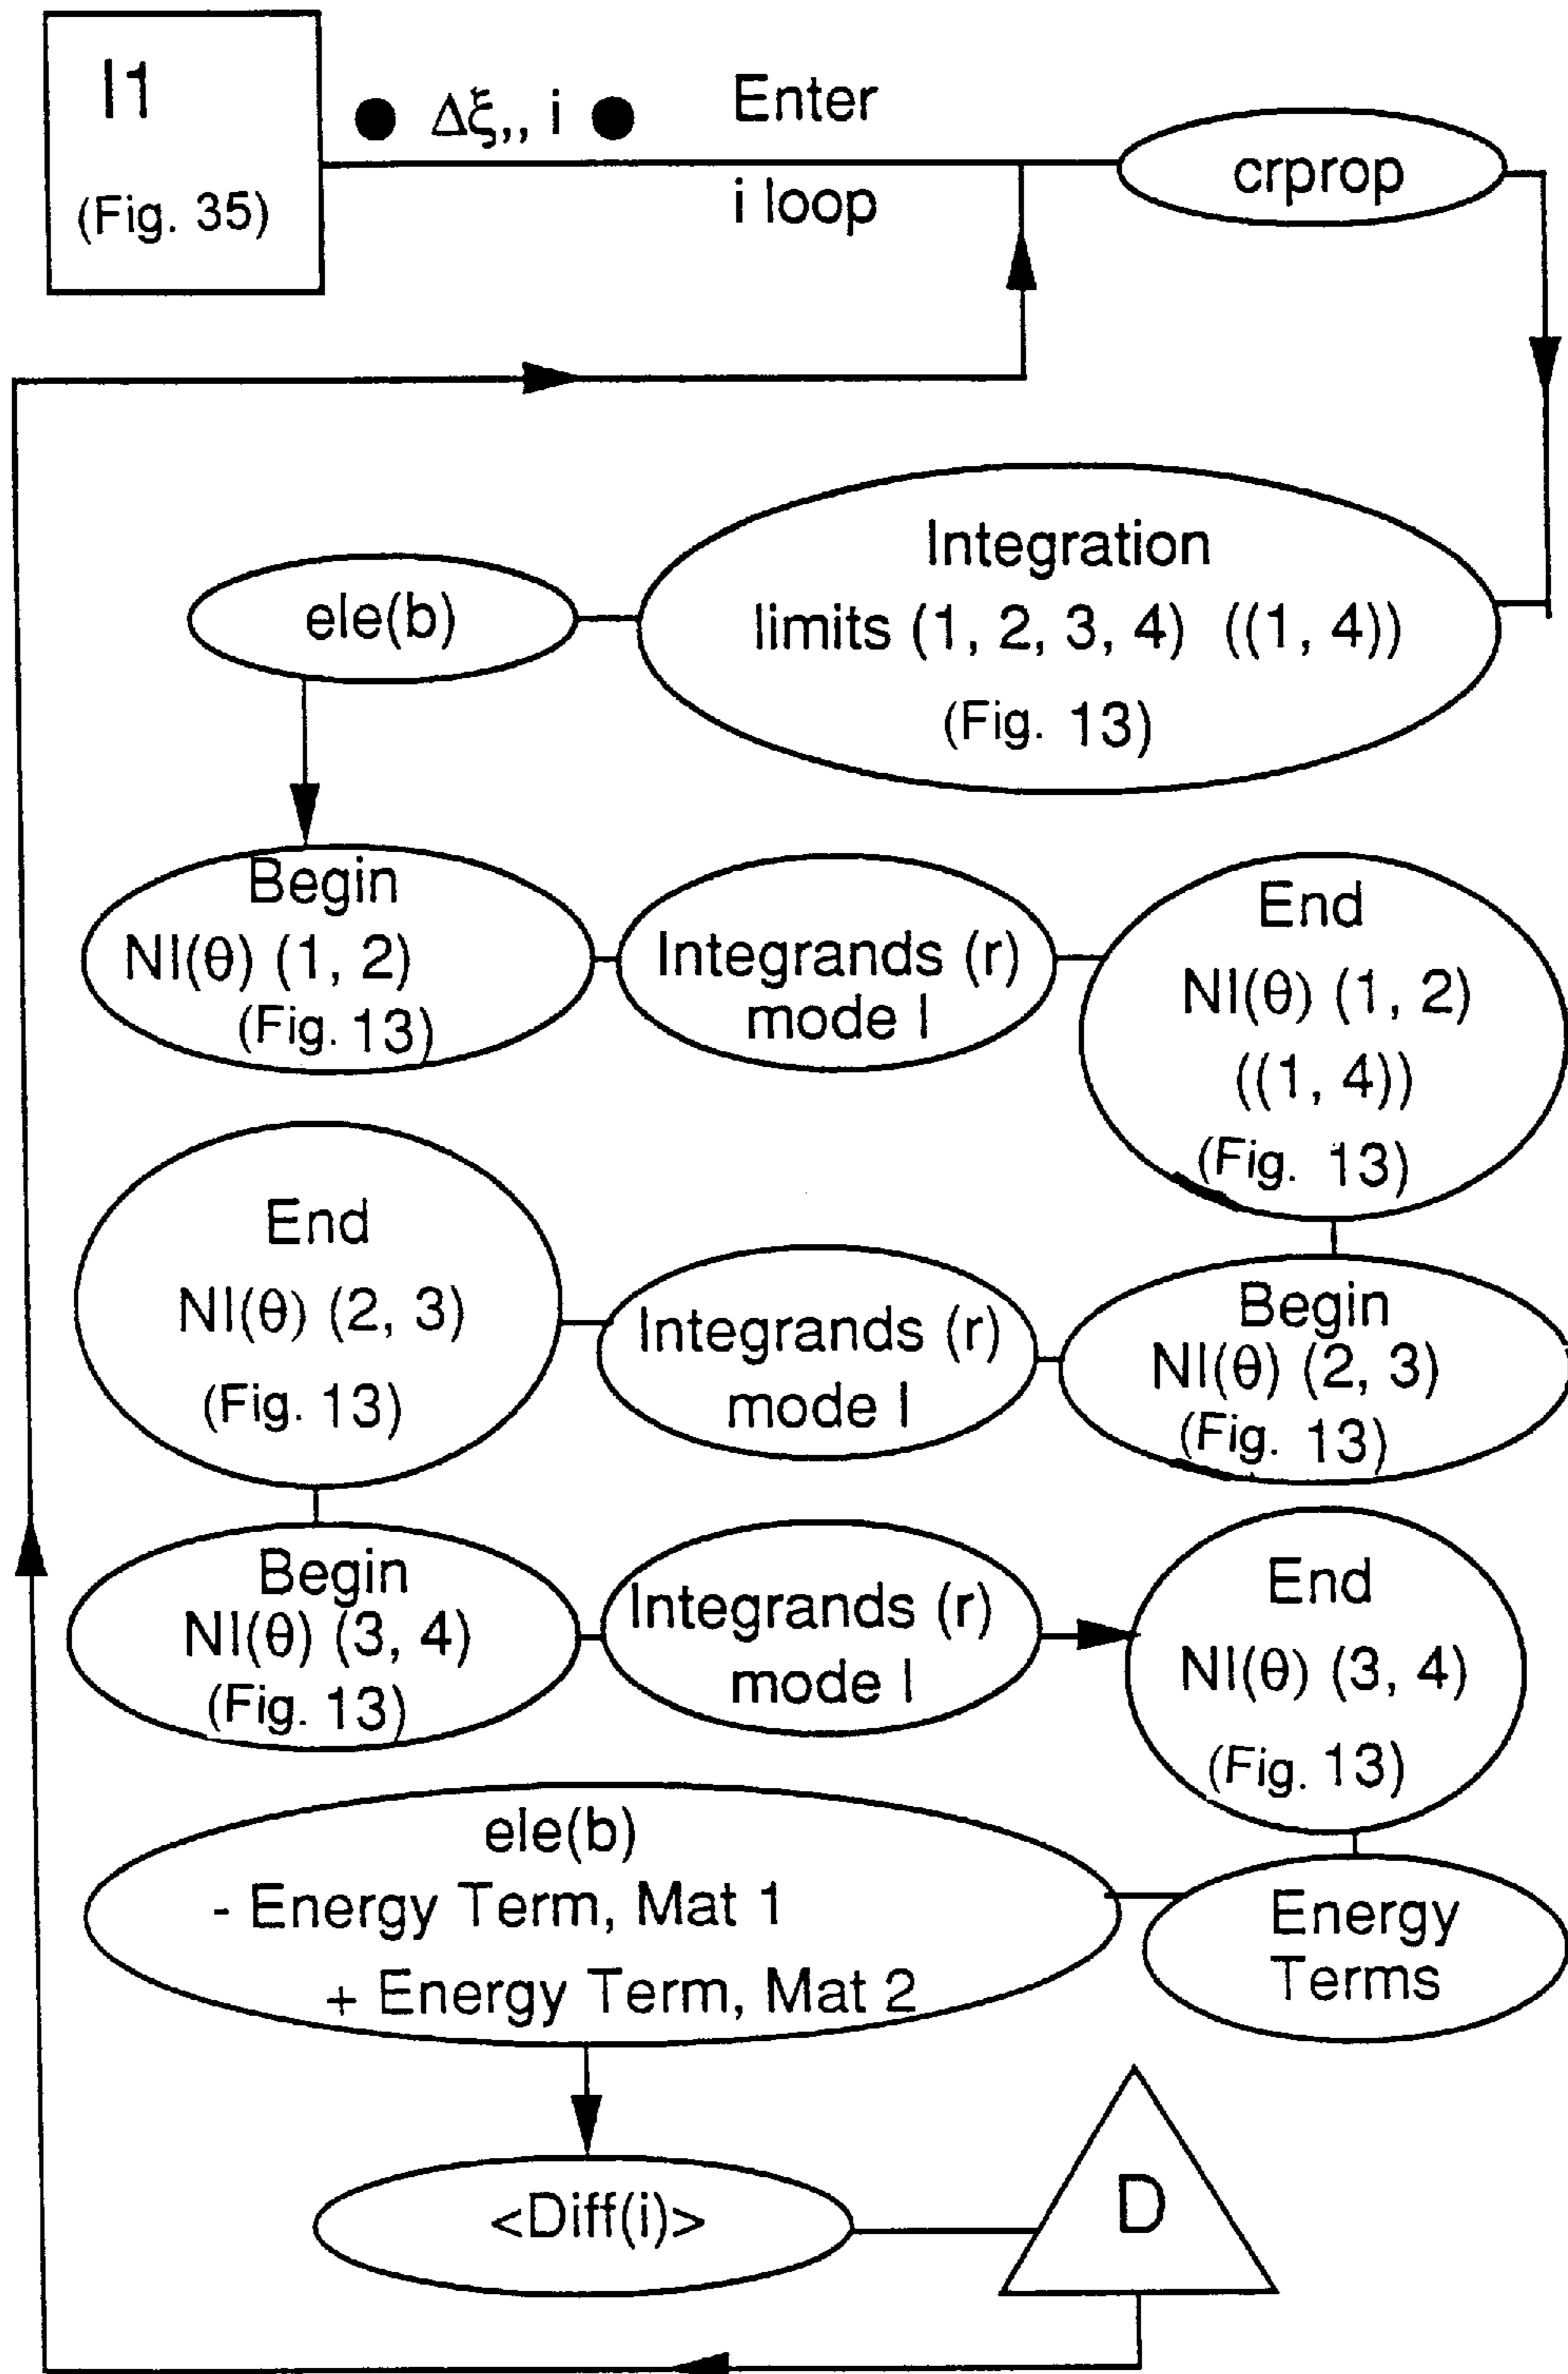 I1
(Fig. 35)
● Δξ,, i ●
Enter
i loop
crprop
Integration
limits (1, 2, 3, 4) ((1, 4))
(Fig. 13)
ele(b)
Begin
NI(θ) (1, 2)
(Fig. 13)
Integrands (r)
mode I
End
NI(θ) (1, 2)
((1, 4))
(Fig. 13)
Begin
NI(θ) (2, 3)
(Fig. 13)
Integrands (r)
mode I
End
NI(θ) (2, 3)
(Fig. 13)
Begin
NI(θ) (3, 4)
(Fig. 13)
Integrands (r)
mode I
End
NI(θ) (3, 4)
(Fig. 13)
Energy
Terms
ele(b)
- Energy Term, Mat 1
+ Energy Term, Mat 2
<Diff(i)>
D